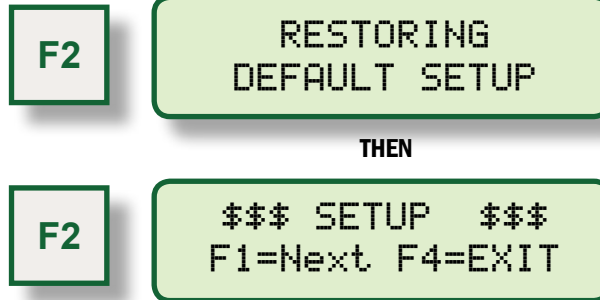 F2
RESTORING
DEFAULT SETUP
THEN
F2
$$$ SETUP  $$$
F1=Next F4=EXIT